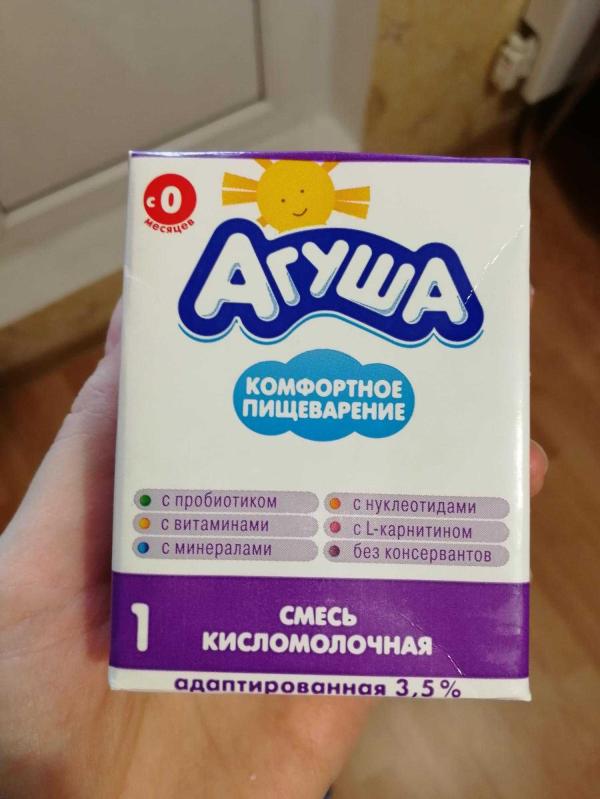 с 0
месяцев
АГУША
КОМФОРТНОЕ
ПИЩЕВАРЕНИЕ
с пробиотиком
с витаминами
с минералами
с нуклеотидами
с L-карнитином
без консервантов
1
СМЕСЬ
КИСЛОМОЛОЧНАЯ
адаптированная 3,5%